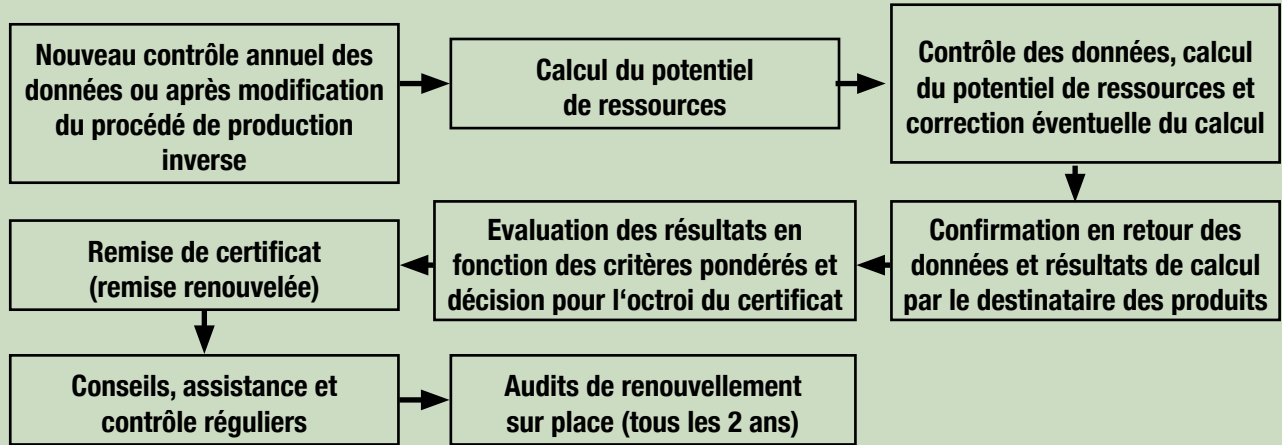 Nouveau contrôle annuel des
données ou après modification
du procédé de production
inverse
Calcul du potentiel
de ressources
Contrôle des données, calcul
du potentiel de ressources et
correction éventuelle du calcul
Confirmation en retour des
données et résultats de calcul
par le destinataire des produits
Evaluation des résultats en
fonction des critères pondérés et
décision pour l‘octroi du certificat
Remise de certificat
(remise renouvelée)
Conseils, assistance et
contrôle réguliers
Audits de renouvellement
sur place (tous les 2 ans)